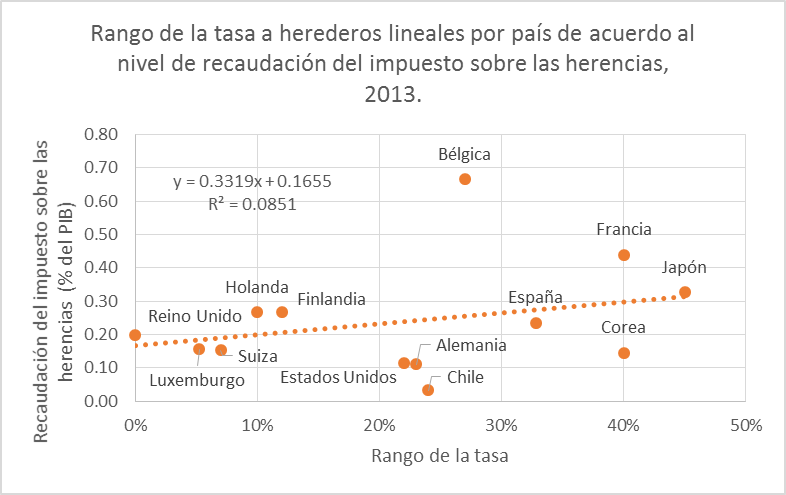 Rango de la tasa a herederos lineales por país de acuerdo al
nivel de recaudación del impuesto sobre las herencias,
2013.
Recaudación del impuesto sobre las
herencias (% del PIB)
0.80
0.70
0.60
0.50
0.40
0.30
0.20
0.10
0.00
y = 0.3319x + 0.1655
R² = 0.0851
Bélgica
Francia
Japón
Holanda
Finlandia
España
Reino Unido
Corea
Alemania
Suiza
Luxemburgo
Estados Unidos
Chile
0%
10%
20%
30%
40%
50%
Rango de la tasa